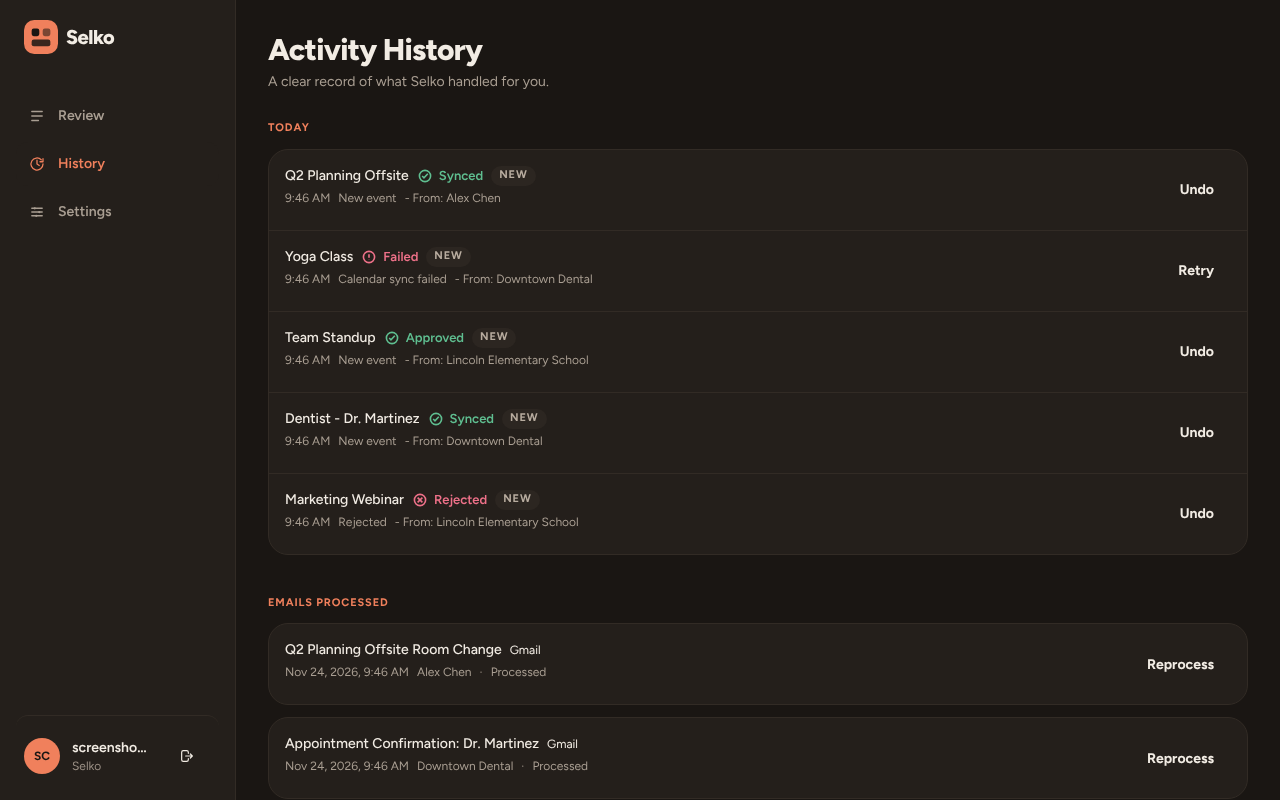 Selko
Review
History
Settings
screensho...
Selko
SC
Activity History
A clear record of what Selko handled for you.
TODAY
Q2 Planning Offsite Synced NEW
9:46 AM New event - From: Alex Chen
Undo
Yoga Class Failed NEW
9:46 AM Calendar sync failed - From: Downtown Dental
Retry
Team Standup Approved NEW
9:46 AM New event - From: Lincoln Elementary School
Undo
Dentist - Dr. Martinez Synced NEW
9:46 AM New event - From: Downtown Dental
Undo
Marketing Webinar Rejected NEW
9:46 AM Rejected - From: Lincoln Elementary School
Undo
EMAILS PROCESSED
Q2 Planning Offsite Room Change Gmail
Nov 24, 2026, 9:46 AM Alex Chen · Processed
Reprocess
Appointment Confirmation: Dr. Martinez Gmail
Nov 24, 2026, 9:46 AM Downtown Dental · Processed
Reprocess